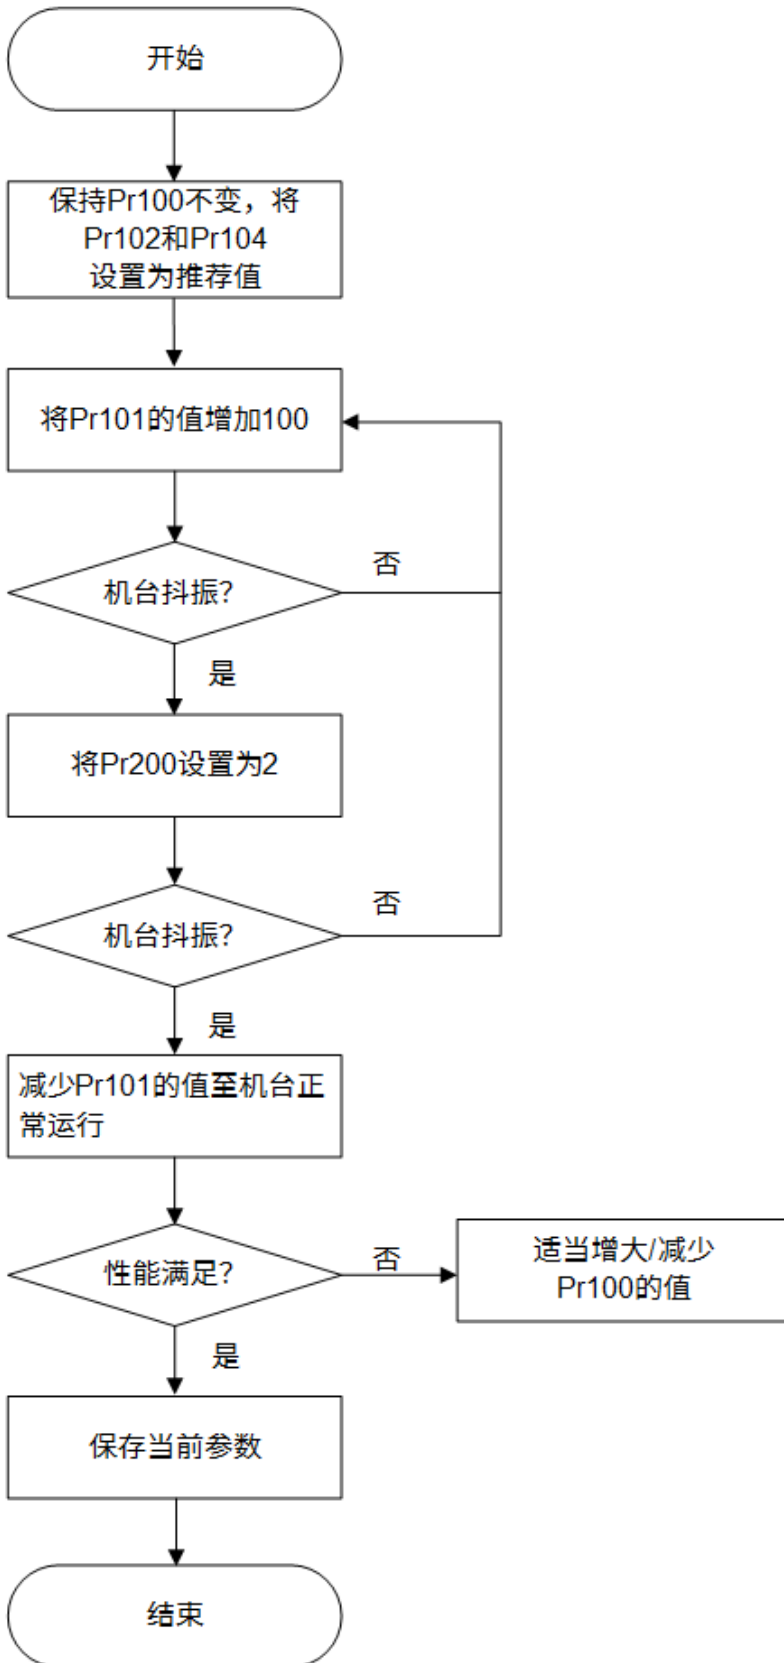 开始
保持Pr100不变，将
Pr102和Pr104
设置为推荐值
将Pr101的值增加100
否
机台抖振？
是
将Pr200设置为2
否
机台抖振？
是
减少Pr101的值至机台正
常运行
性能满足？
否
适当增大/减少
Pr100的值
是
保存当前参数
结束